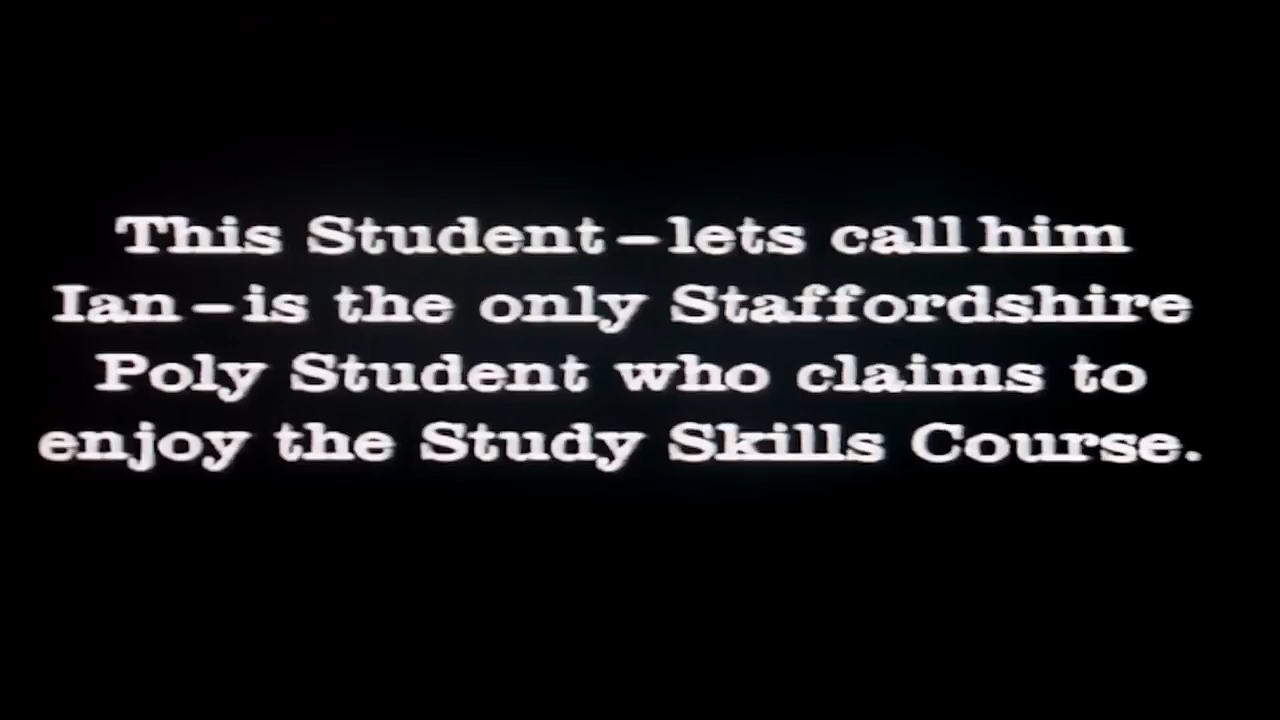 This Student – lets call him
Ian – is the only Staffordshire
Poly Student who claims to
enjoy the Study Skills Course.